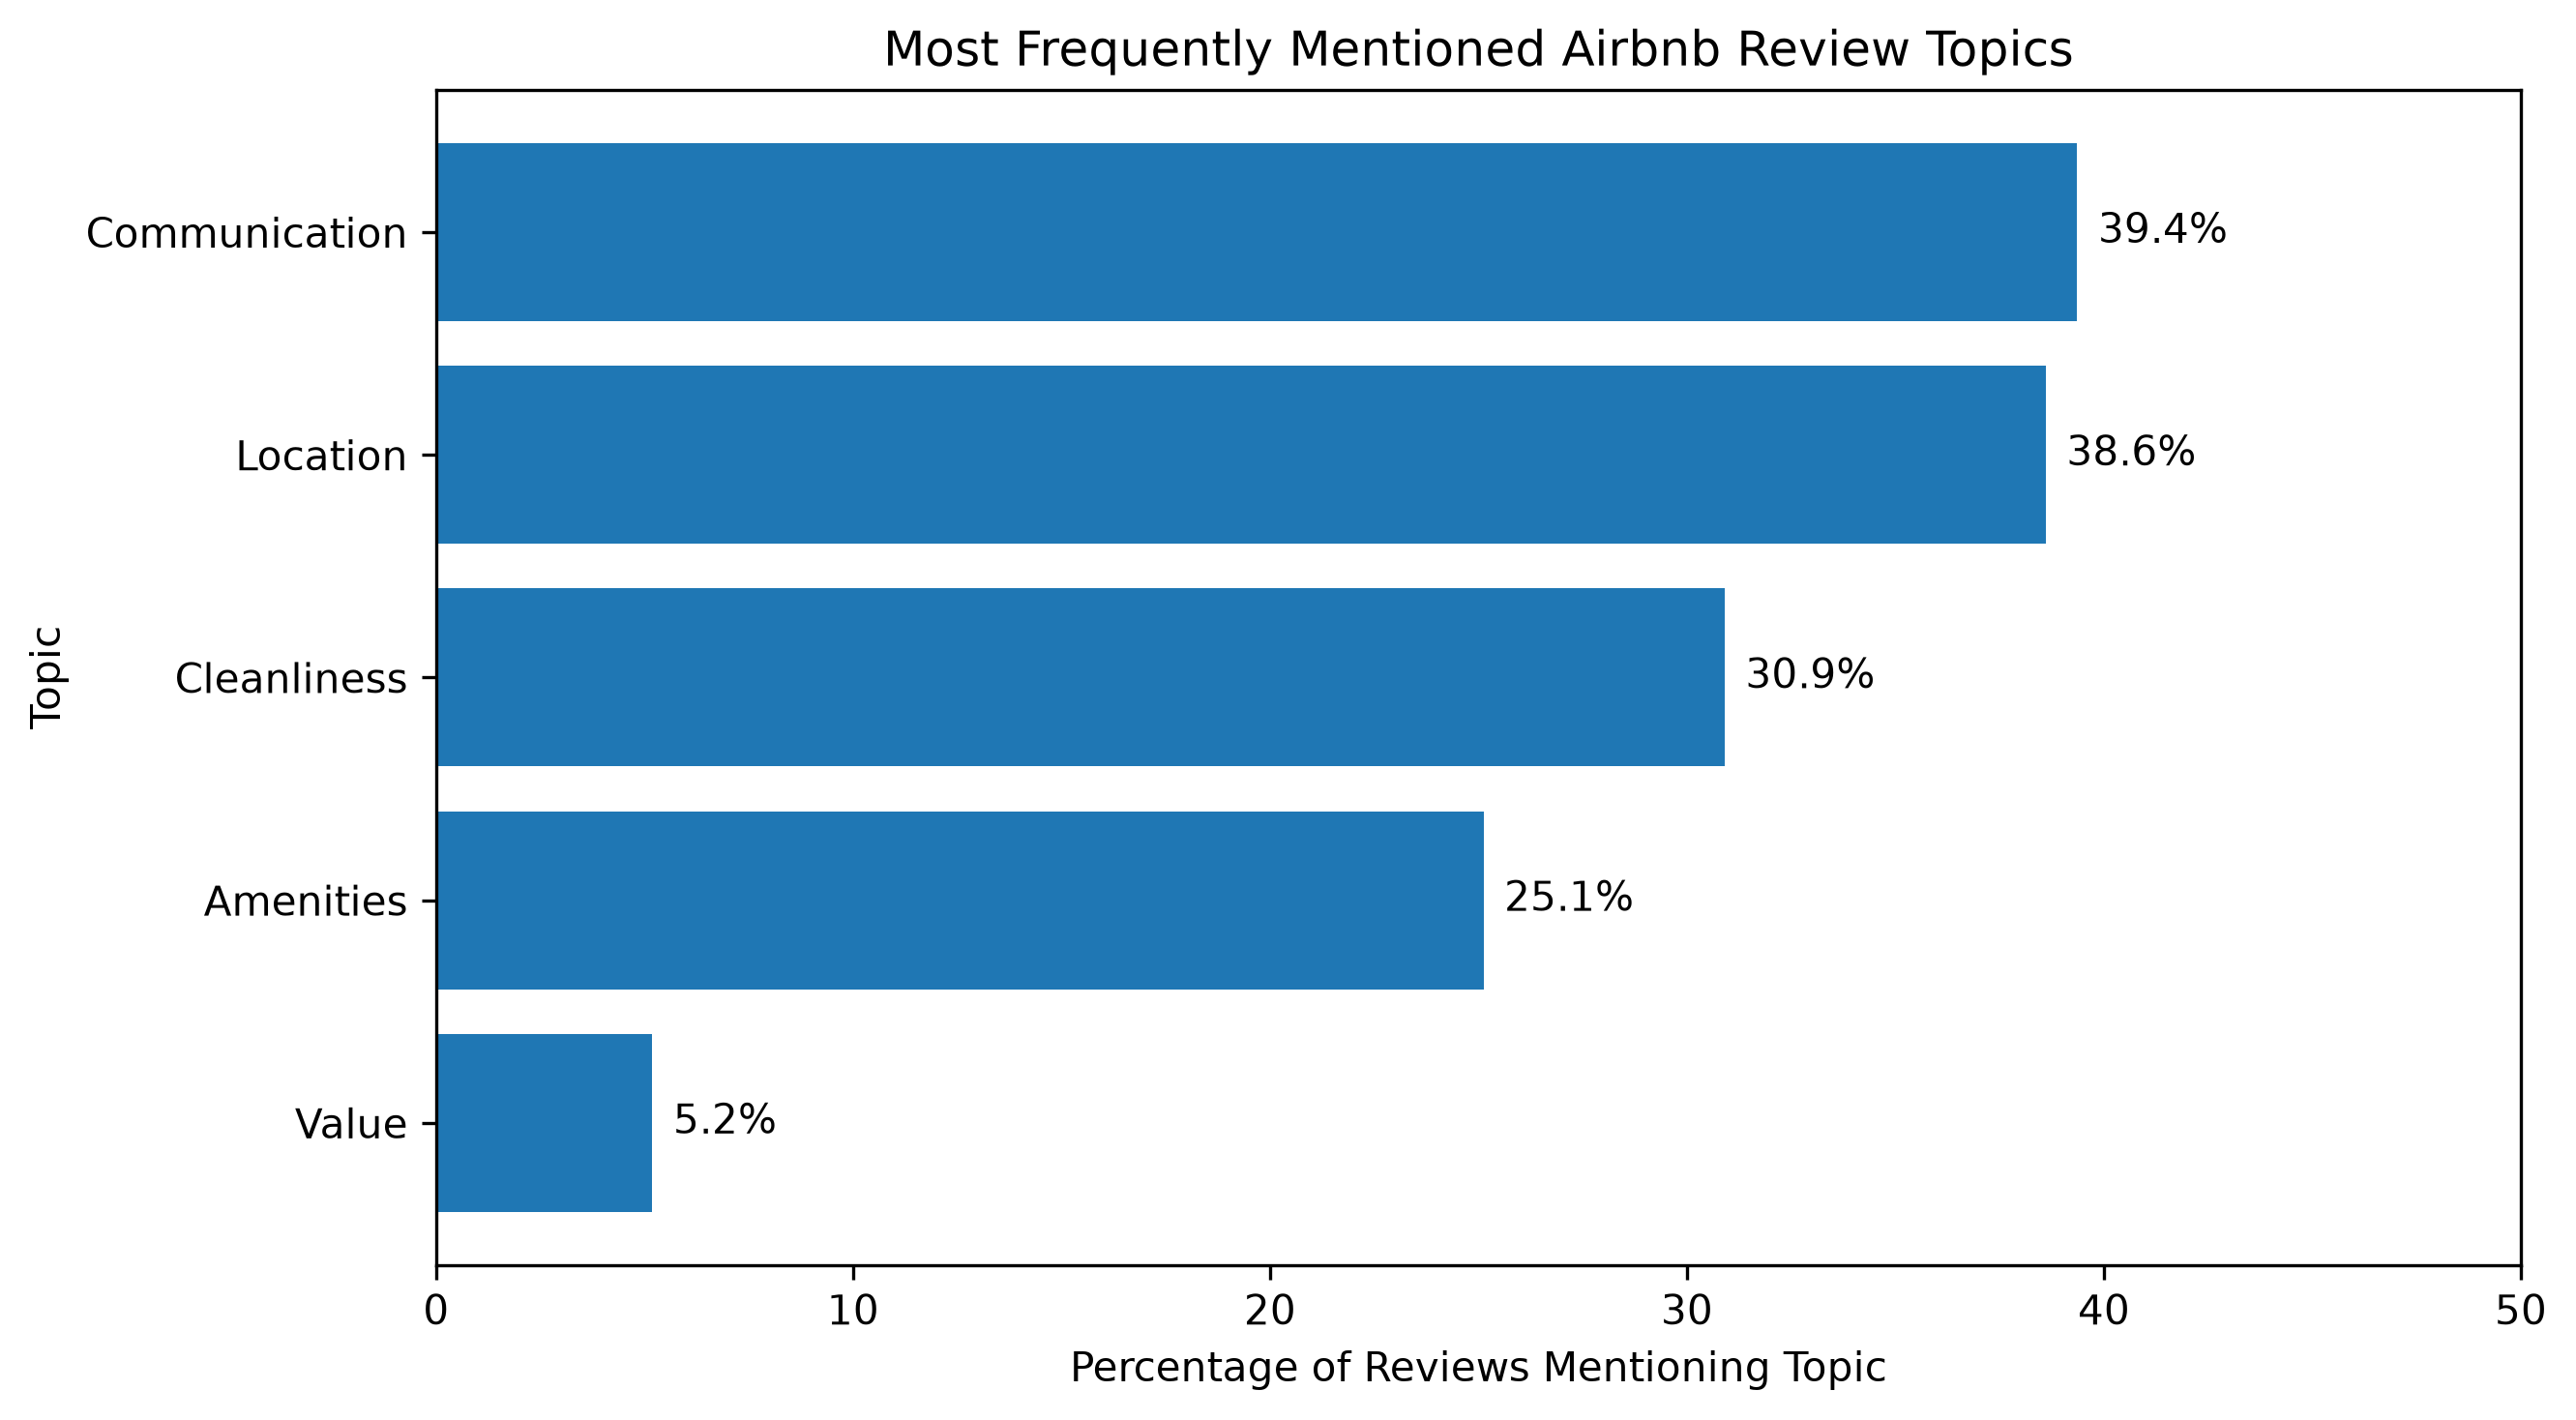 Most Frequently Mentioned Airbnb Review Topics
Topic
Communication
39.4%
Location
38.6%
Cleanliness
30.9%
Amenities
25.1%
Value
5.2%
0 10 20 30 40 50
Percentage of Reviews Mentioning Topic